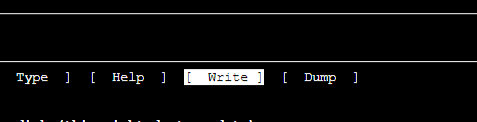 Type ] [ Help ] [ Write ] [ Dump ]